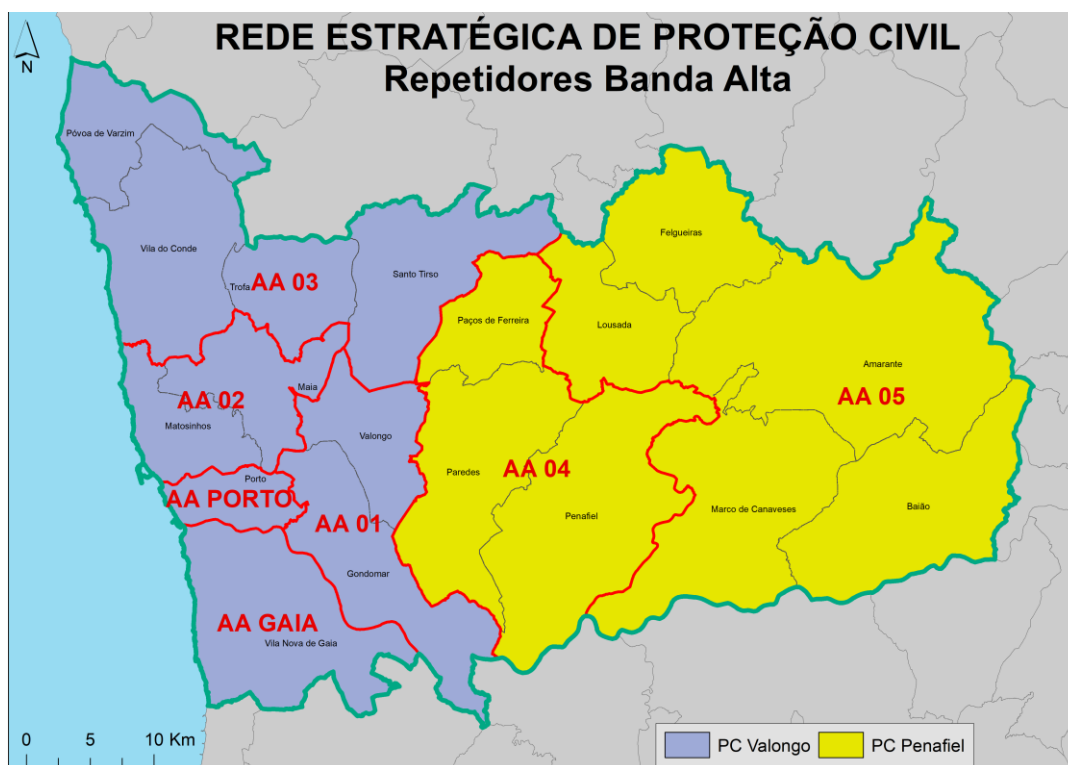 REDE ESTRATÉGICA DE PROTEÇÃO CIVIL
Repetidores Banda Alta
N
Póvoa de Varzim
Vila do Conde
Felgueiras
Santo Tirso
Trofa
AA 03
Paços de Ferreira
Lousada
Amarante
Maia
AA 05
AA 02
Matosinhos
Valongo
Porto
Paredes
AA 04
AA PORTO
Penafiel
Marco de Canaveses
Baião
AA 01
Gondomar
AA GAIA
Vila Nova de Gaia
0 5 10 Km
PC Valongo
PC Penafiel